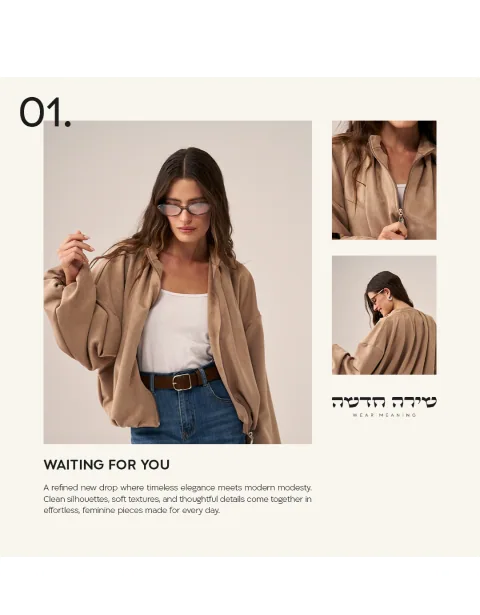 01.
שירה חדשה
WEAR MEANING
WAITING FOR YOU
A refined new drop where timeless elegance meets modern modesty.
Clean silhouettes, soft textures, and thoughtful details come together in
effortless, feminine pieces made for every day.